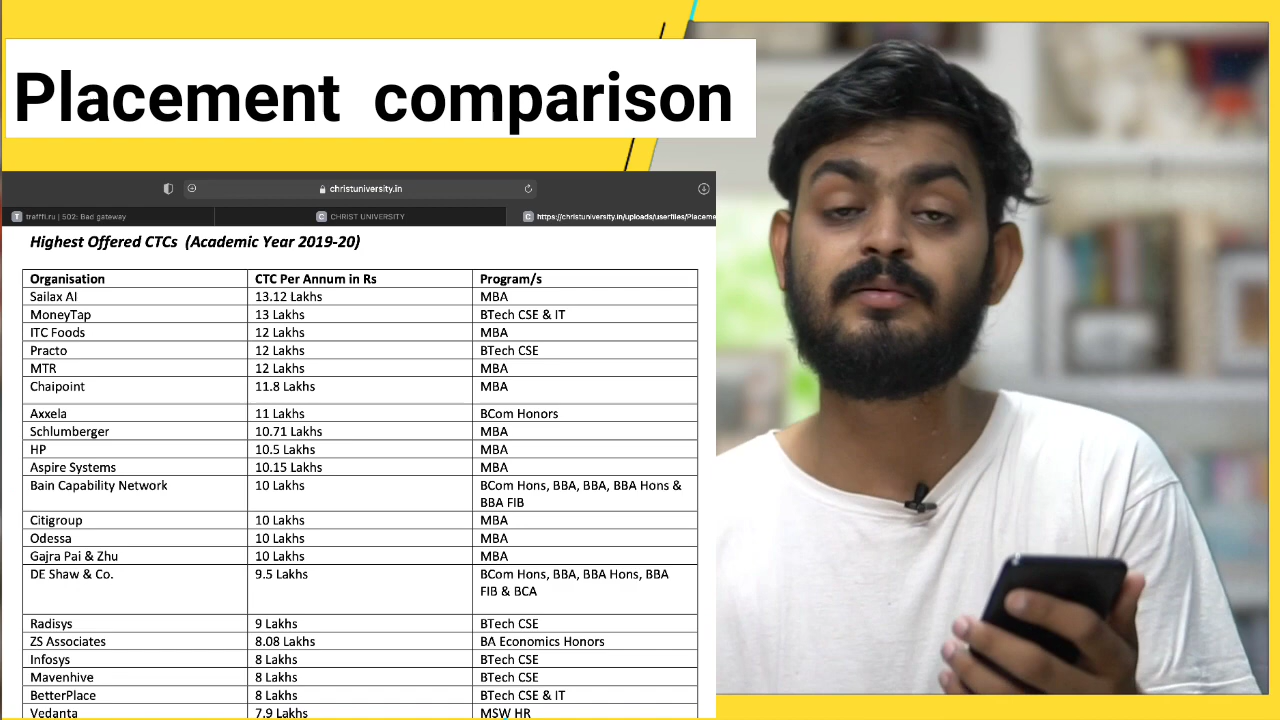 Placement comparison
christuniversity.in
T trefffi.ru | 502: Bad gateway
C CHRIST UNIVERSITY
C https://christuniversity.in/uploads/userfiles/Placeme
Highest Offered CTCs (Academic Year 2019-20)
Organisation CTC Per Annum in Rs Program/s
Sailax AI 13.12 Lakhs MBA
MoneyTap 13 Lakhs BTech CSE & IT
ITC Foods 12 Lakhs MBA
Practo 12 Lakhs BTech CSE
MTR 12 Lakhs MBA
Chaipoint 11.8 Lakhs MBA
Axxela 11 Lakhs BCom Honors
Schlumberger 10.71 Lakhs MBA
HP 10.5 Lakhs MBA
Aspire Systems 10.15 Lakhs MBA
Bain Capability Network 10 Lakhs BCom Hons, BBA, BBA, BBA Hons &
BBA FIB
Citigroup 10 Lakhs MBA
Odessa 10 Lakhs MBA
Gajra Pai & Zhu 10 Lakhs MBA
DE Shaw & Co. 9.5 Lakhs BCom Hons, BBA, BBA Hons, BBA
FIB & BCA
Radisys 9 Lakhs BTech CSE
ZS Associates 8.08 Lakhs BA Economics Honors
Infosys 8 Lakhs BTech CSE
Mavenhive 8 Lakhs BTech CSE
BetterPlace 8 Lakhs BTech CSE & IT
Vedanta 7.9 Lakhs MSW HR